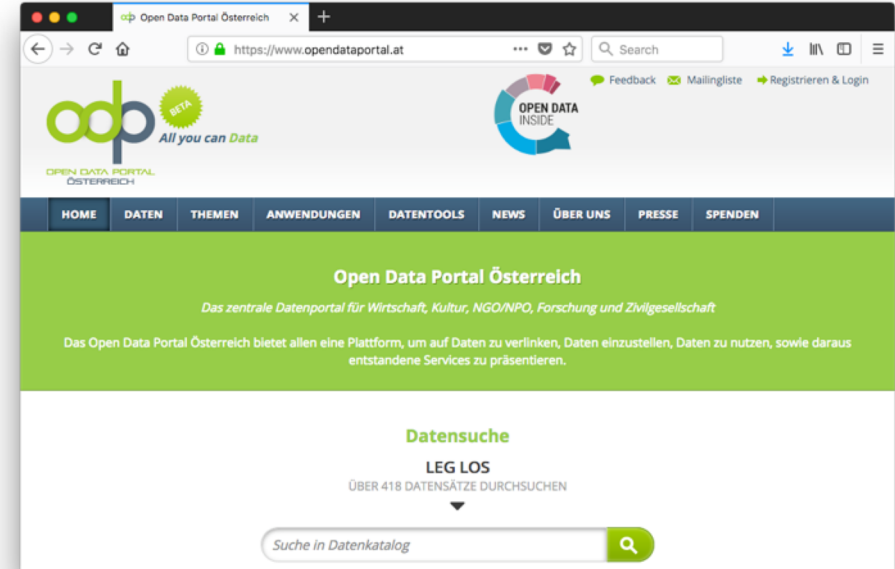 Open Data Portal Österreich
https://www.opendataportal.at
Search
Feedback
Mailingliste
Registrieren & Login
odp
BETA
All you can Data
OPEN DATA PORTAL
ÖSTERREICH
OPEN DATA
INSIDE
HOME DATEN THEMEN ANWENDUNGEN DATENTOOLS NEWS ÜBER UNS PRESSE SPENDEN
Open Data Portal Österreich
Das zentrale Datenportal für Wirtschaft, Kultur, NGO/NPO, Forschung und Zivilgesellschaft
Das Open Data Portal Österreich bietet allen eine Plattform, um auf Daten zu verlinken, Daten einzustellen, Daten zu nutzen, sowie daraus
entstandene Services zu präsentieren.
Datensuche
LEG LOS
ÜBER 418 DATENSÄTZE DURCHSUCHEN
Suche in Datenkatalog